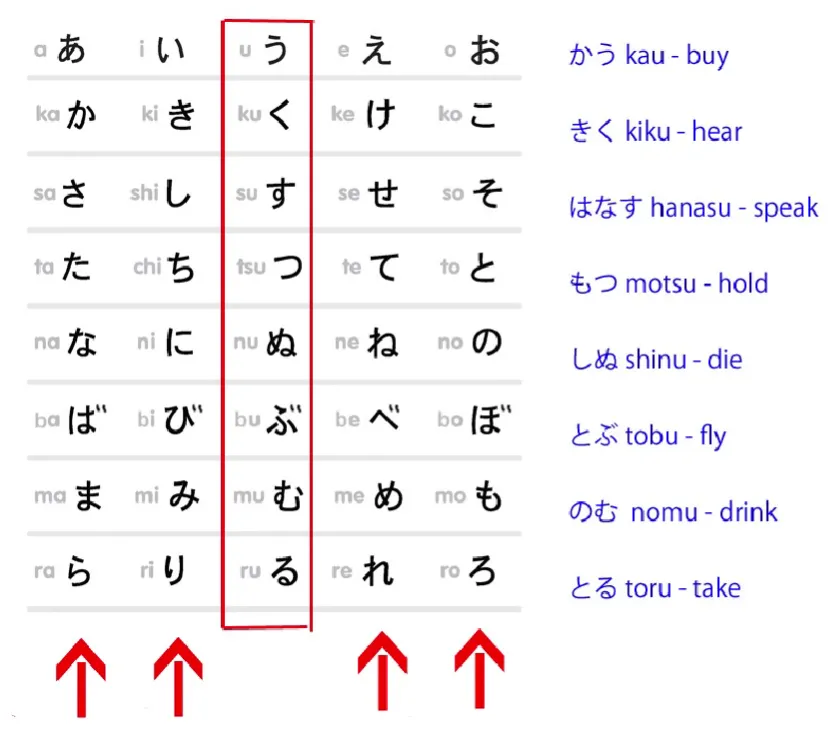 a あ i い u う e え o お かう kau - buy
ka か ki き ku く ke け ko こ きく kiku - hear
sa さ shi し su す se せ so そ はなす hanasu - speak
ta た chi ち tsu つ te て to と もつ motsu - hold
na な ni に nu ぬ ne ね no の しぬ shinu - die
ba ば bi び bu ぶ be べ bo ぼ とぶ tobu - fly
ma ま mi み mu む me め mo も のむ nomu - drink
ra ら ri り ru る re れ ro ろ とる toru - take